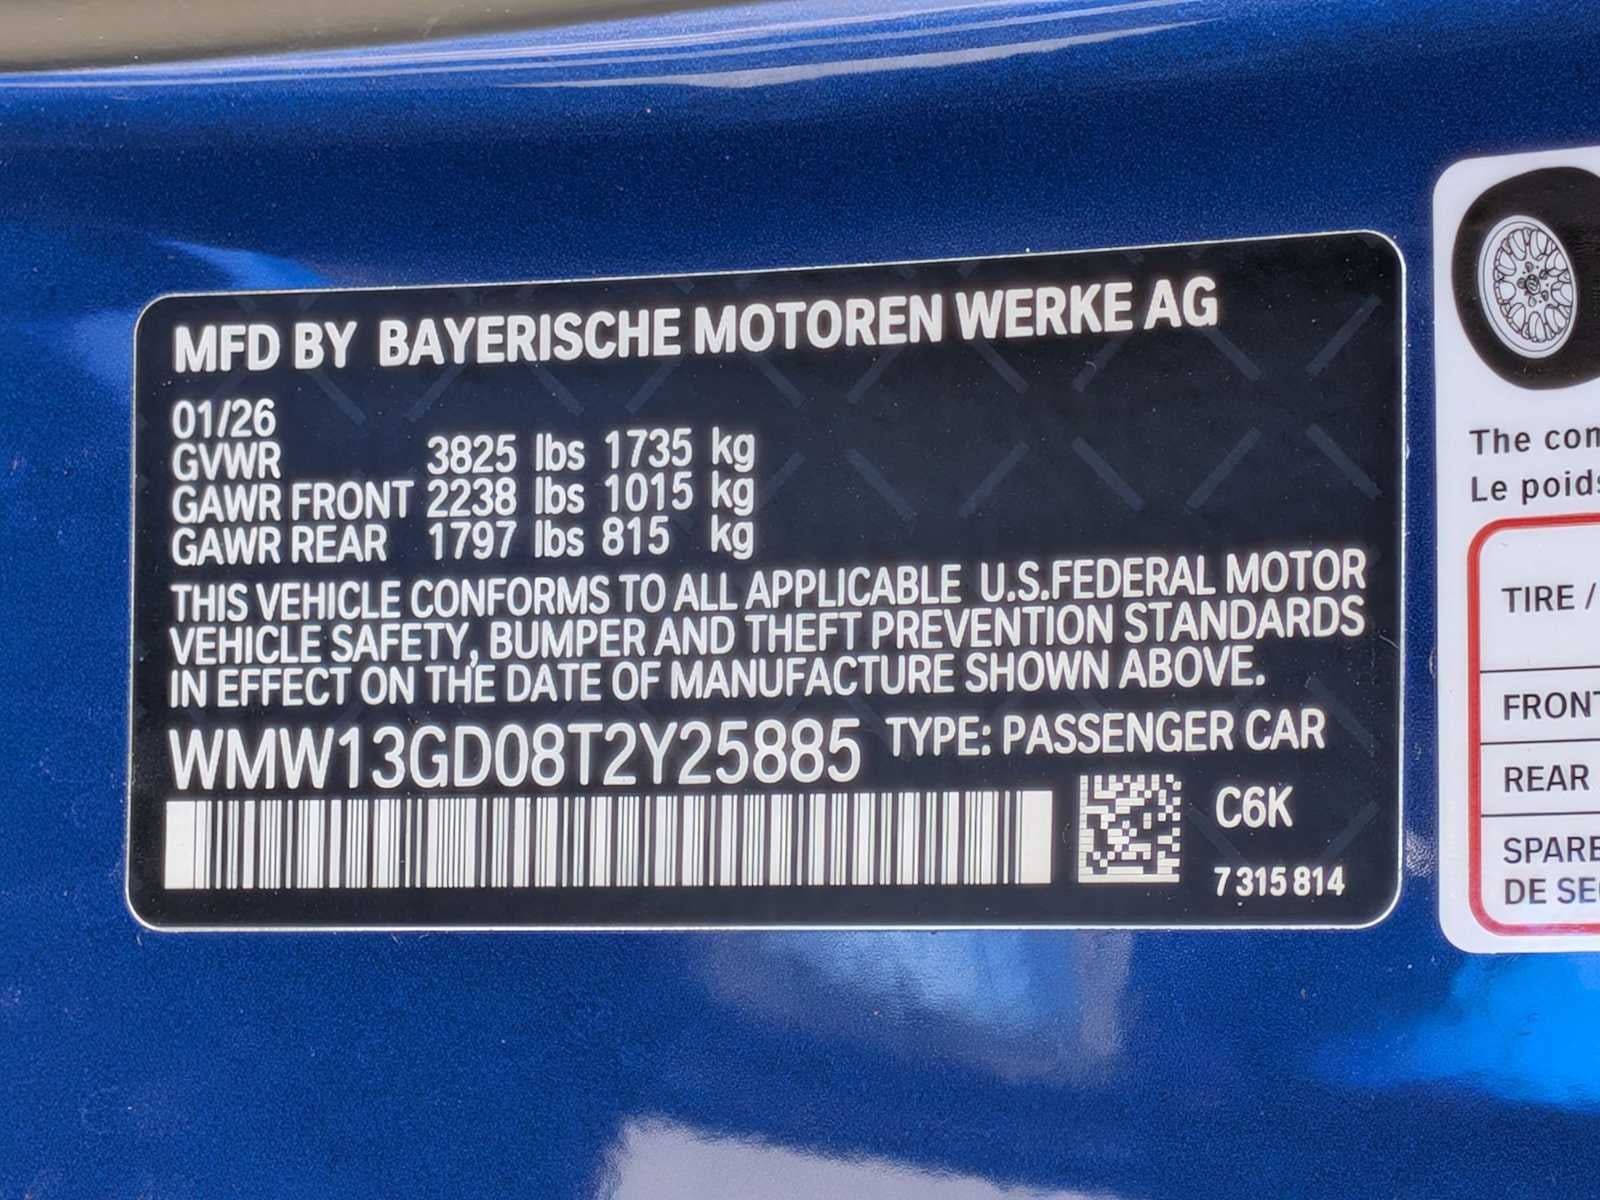 MFD BY BAYERISCHE MOTOREN WERKE AG
01/26
GVWR 3825 lbs 1735 kg
GAWR FRONT 2238 lbs 1015 kg
GAWR REAR 1797 lbs 815 kg
THIS VEHICLE CONFORMS TO ALL APPLICABLE U.S.FEDERAL MOTOR
VEHICLE SAFETY, BUMPER AND THEFT PREVENTION STANDARDS
IN EFFECT ON THE DATE OF MANUFACTURE SHOWN ABOVE.
WMW13GD08T2Y25885 TYPE: PASSENGER CAR
C6K
7 315 814
The
Le poids
TIRE /
FRONT
REAR
SPARE
DE